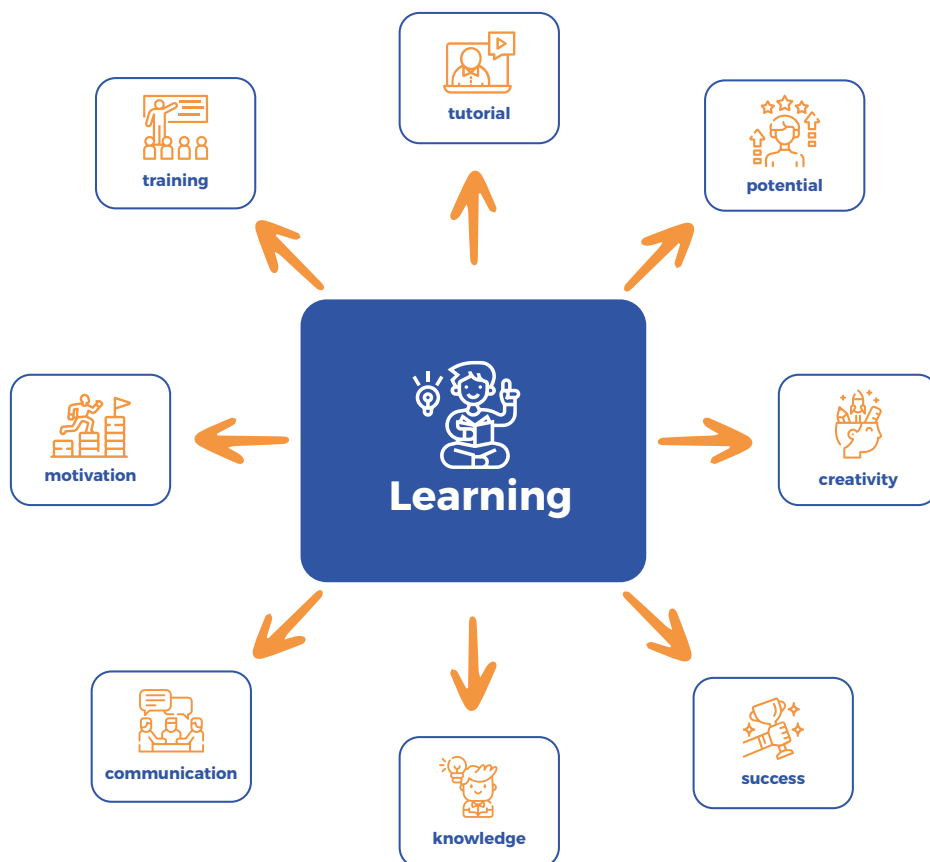 tutorial
training
potential
Learning
motivation
creativity
communication
success
knowledge